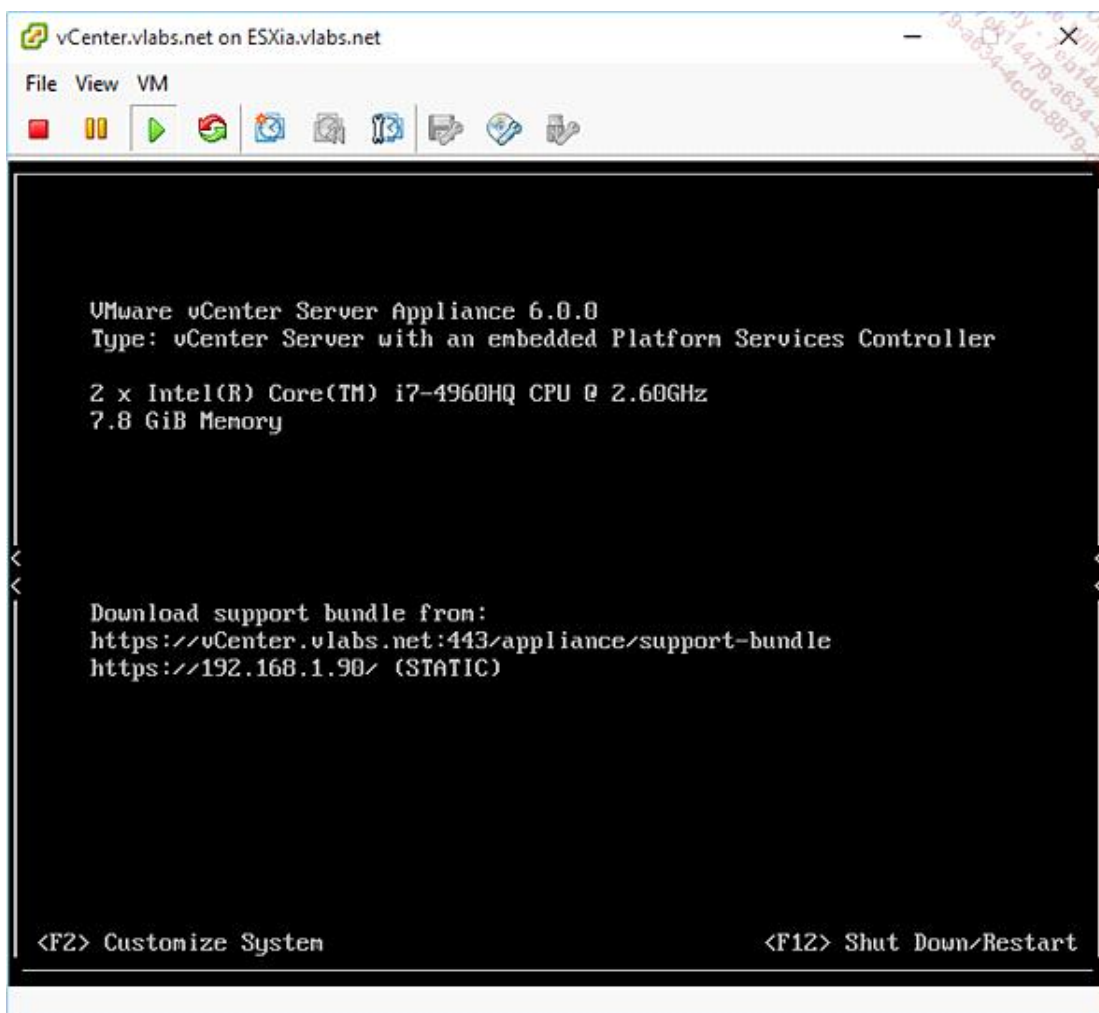 vCenter.vlabs.net on ESXia.vlabs.net
File View VM
VMware vCenter Server Appliance 6.0.0
Type: vCenter Server with an embedded Platform Services Controller
2 x Intel(R) Core(TM) i7-4960HQ CPU @ 2.60GHz
7.8 GiB Memory
Download support bundle from:
https://vCenter.vlabs.net:443/appliance/support-bundle
https://192.168.1.90/ (STATIC)
<F2> Customize System <F12> Shut Down/Restart